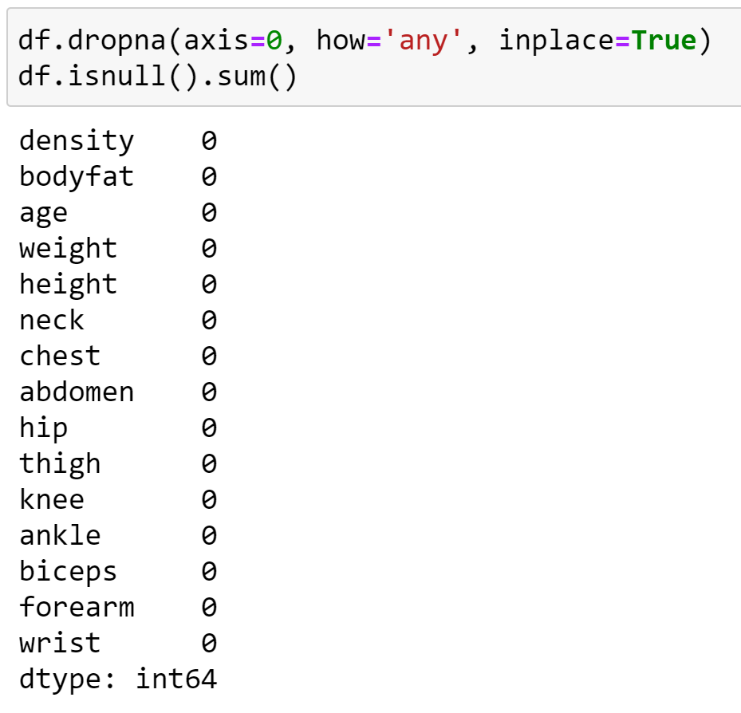 df.dropna(axis=0, how='any', inplace=True)
df.isnull().sum()
density 0
bodyfat 0
age 0
weight 0
height 0
neck 0
chest 0
abdomen 0
hip 0
thigh 0
knee 0
ankle 0
biceps 0
forearm 0
wrist 0
dtype: int64